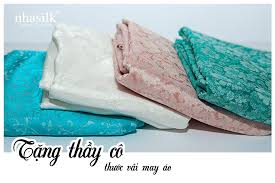 nhasilk
Tặng thầy cô
thước vải may áo